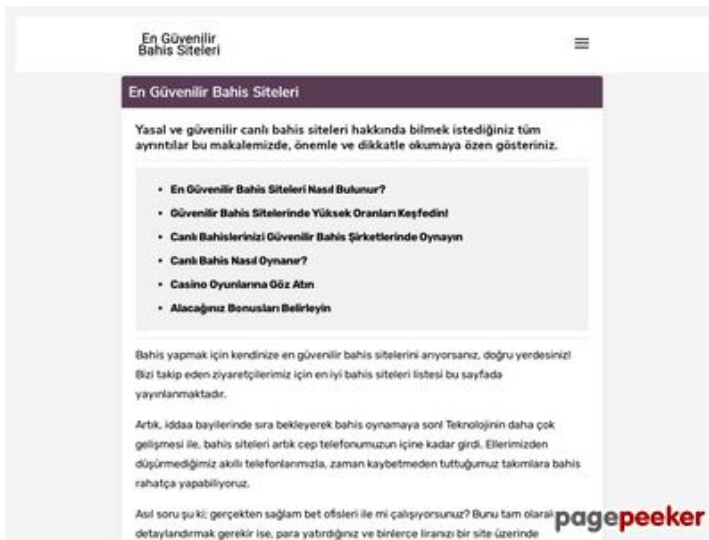 En Güvenilir
Bahis Siteleri
En Güvenilir Bahis Siteleri
Yasal ve güvenilir canlı bahis siteleri hakkında bilmek istediğiniz tüm
ayrıntılar bu makalemizde, önemle ve dikkatle okumaya özen gösteriniz.
• En Güvenilir Bahis Siteleri Nasıl Bulunur?
• Güvenilir Bahis Sitelerinde Yüksek Oranları Keşfedin!
• Canlı Bahislerinizi Güvenilir Bahis Şirketlerinde Oynayın
• Canlı Bahis Nasıl Oynanır?
• Casino Oyunlarına Göz Atın
• Alacağınız Bonusları Belirleyin
Bahis yapmak için kendinize en güvenilir bahis sitelerini arıyorsanız, doğru yerdesiniz!
Bizi takip eden ziyaretçilerimiz için en iyi bahis siteleri listesi bu sayfada
yayınlanmaktadır.
Artık, iddaa bayilerinde sıra bekleyerek bahis oynamaya son! Teknolojinin daha çok
gelişmesi ile, bahis siteleri artık cep telefonumuzun içine kadar girdi. Ellerimizden
düşürmediğimiz akıllı telefonlarımızla, zaman kaybetmeden tuttuğumuz takımlara bahis
rahatça yapabiliyoruz.
Asıl soru şu ki; gerçekten sağlam bet ofisleri ile mi çalışıyorsunuz? Bunu tam olarak
detaylandırmak gerekir ise, para yatırdığınız ve binlerce liranızı bir site üzerinde
pagepeeker